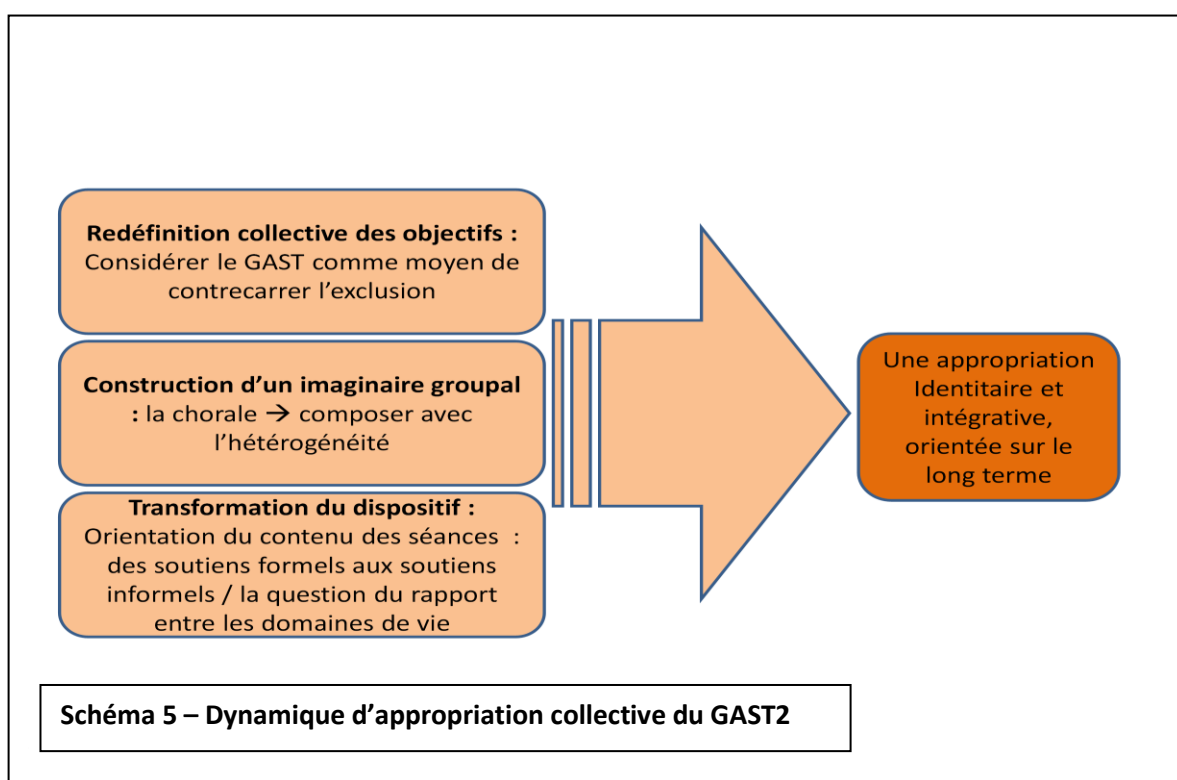 Redéfinition collective des objectifs :
Considérer le GAST comme moyen de
contrecarrer l’exclusion
Construction d’un imaginaire groupal
: la chorale → composer avec
l’hétérogénéité
Transformation du dispositif :
Orientation du contenu des séances :
des soutiens formels aux soutiens
informels / la question du rapport
entre les domaines de vie
Une appropriation
Identitaire et
intégrative,
orientée sur le
long terme
Schéma 5 – Dynamique d’appropriation collective du GAST2